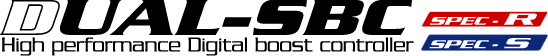 DUAL-SBC
High performance Digital boost controller
SPEC-R
SPEC-S